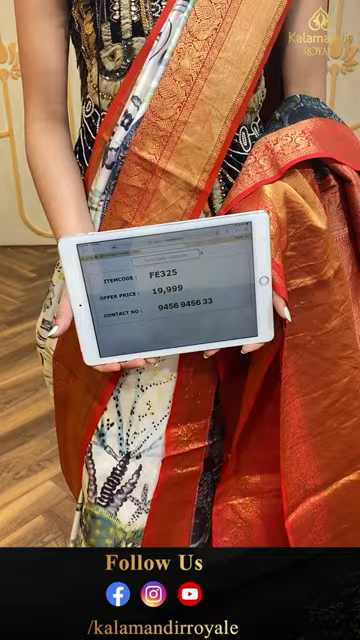 Kalamandir
ROYALE
ITEMCODE : FE325
OFFER PRICE : 19,999
CONTACT NO : 9456 9456 33
Follow Us
/kalamandirroyale